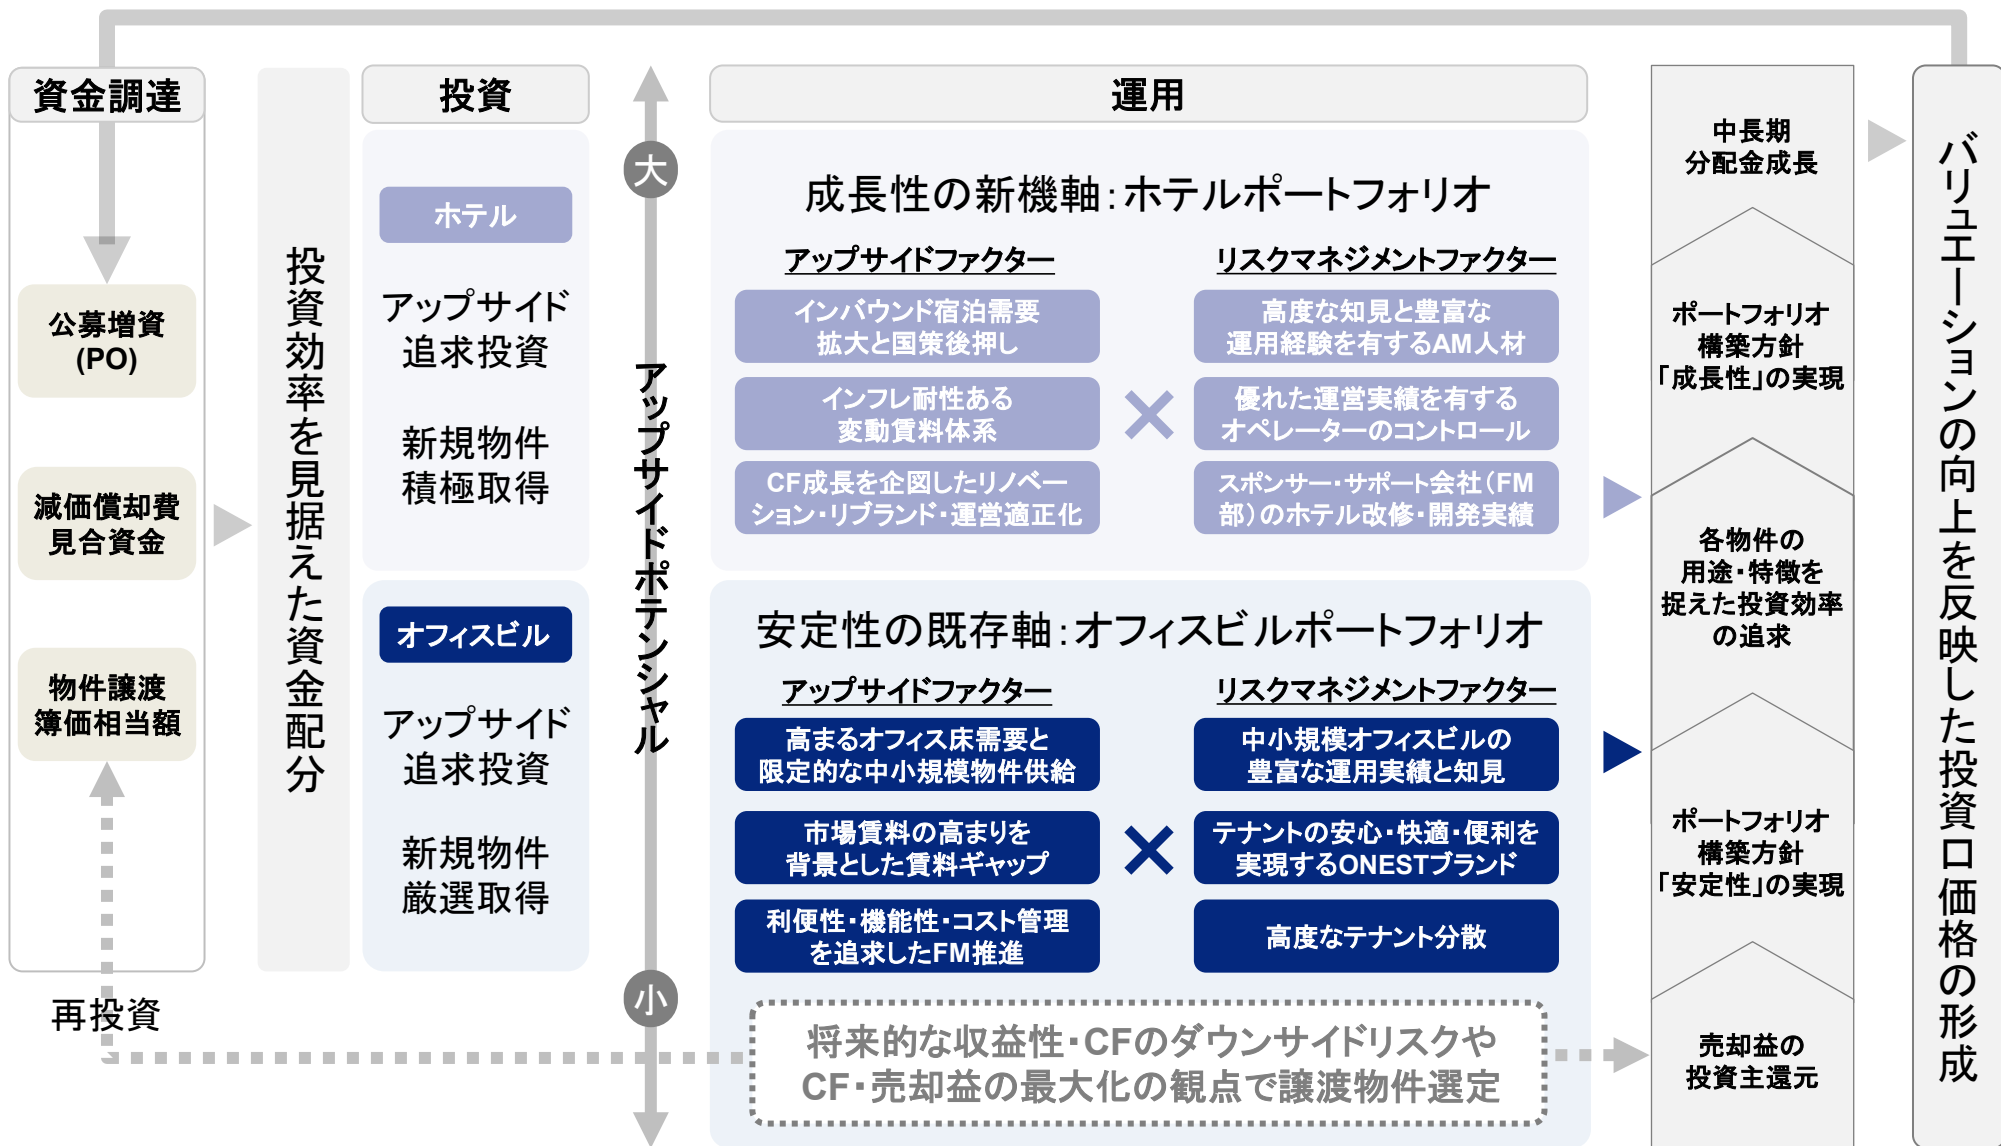 資金調達
公募増資
(PO)
減価償却費
見合資金
物件譲渡
簿価相当額
再投資
投資効率を見据えた資金配分
投資
ホテル
アップサイド
追求投資
新規物件
積極取得
オフィスビル
アップサイド
追求投資
新規物件
厳選取得
大
アップサイドポテンシャル
小
運用
成長性の新機軸：ホテルポートフォリオ
アップサイドファクター
インバウンド宿泊需要
拡大と国策後押し
インフレ耐性ある
変動賃料体系
CF成長を企図したリノベー
ション・リブランド・運営適正化
×
リスクマネジメントファクター
高度な知見と豊富な
運用経験を有するAM人材
優れた運営実績を有する
オペレーターのコントロール
スポンサー・サポート会社（FM
部）のホテル改修・開発実績
安定性の既存軸：オフィスビルポートフォリオ
アップサイドファクター
高まるオフィス床需要と
限定的な中小規模物件供給
市場賃料の高まりを
背景とした賃料ギャップ
利便性・機能性・コスト管理
を追求したFM推進
×
リスクマネジメントファクター
中小規模オフィスビルの
豊富な運用実績と知見
テナントの安心・快適・便利を
実現するONESTブランド
高度なテナント分散
将来的な収益性・CFのダウンサイドリスクや
CF・売却益の最大化の観点で譲渡物件選定
中長期
分配金成長
ポートフォリオ
構築方針
「成長性」の実現
各物件の
用途・特徴を
捉えた投資効率
の追求
ポートフォリオ
構築方針
「安定性」の実現
売却益の
投資主還元
バリュエーションの向上を反映した投資口価格の形成